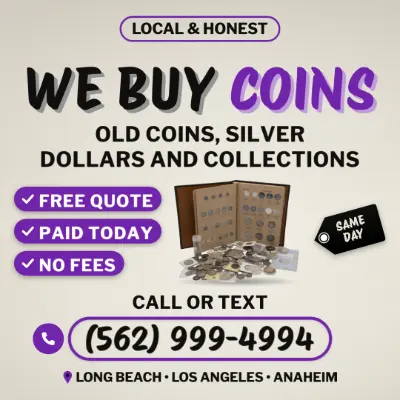 LOCAL & HONEST
WE BUY COINS
OLD COINS, SILVER
DOLLARS AND COLLECTIONS
FREE QUOTE
PAID TODAY
NO FEES
SAME
DAY
CALL OR TEXT
(562) 999-4994
LONG BEACH • LOS ANGELES • ANAHEIM